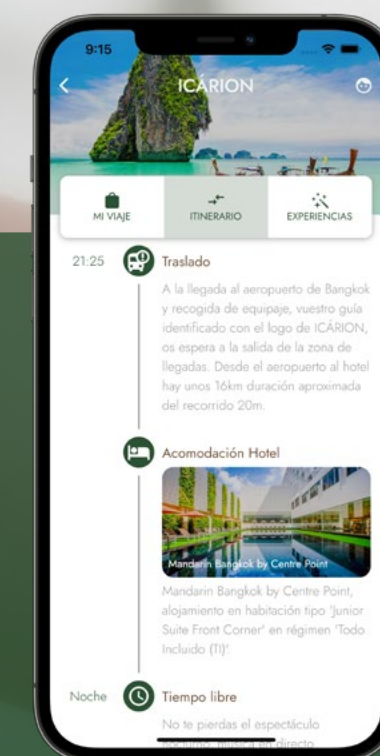 9:15
ICÁRION
MI VIAJE
ITINERARIO
EXPERIENCIAS
21:25
Traslado
A la llegada al aeropuerto de Bangkok
y recogida de equipaje, vuestro guía
identificado con el logo de ICÁRION,
os espera a la salida de la zona de
llegadas. Desde el aeropuerto al hotel
hay unos 16km duración aproximada
del recorrido 20m.
Acomodación Hotel
Mandarin Bangkok by Centre Point
Mandarin Bangkok by Centre Point,
alojamiento en habitación tipo 'Junior
Suite Front Corner' en régimen 'Todo
Incluido (TI)'.
Noche
Tiempo libre
No te pierdas el espectáculo
nocturno, música en directo